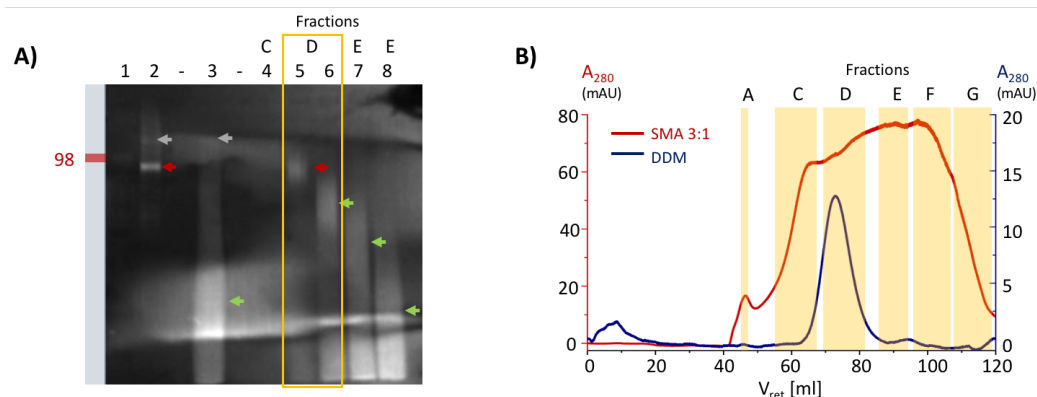 A)
Fractions
C D E E
1 2 - 3 - 4 5 6 7 8
98
B)
A280
(mAU)
Fractions
A280
(mAU)
A C D E F G
80
60
40
20
0
SMA 3:1
DDM
20
15
10
5
0
0 20 40 60 80 100 120
Vret [ml]